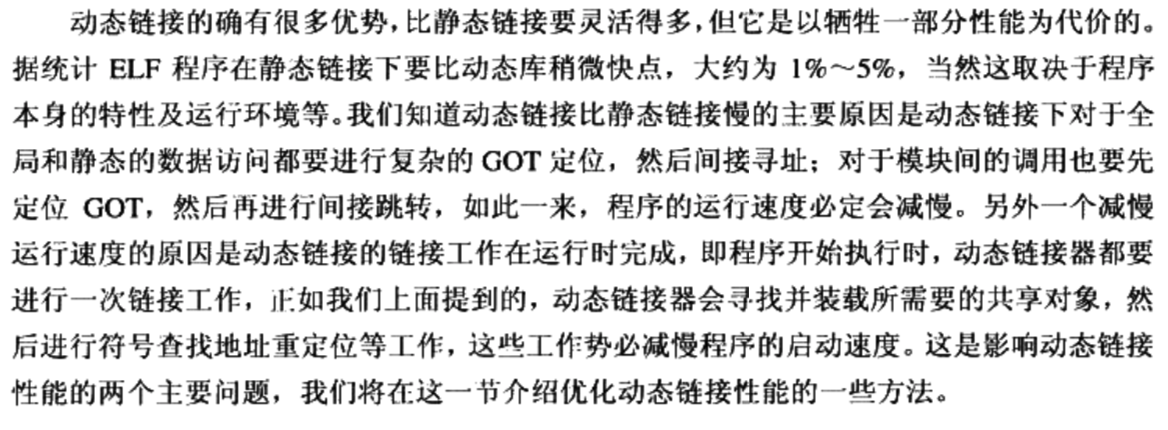 动态链接的确有很多优势，比静态链接要灵活得多，但它是以牺牲一部分性能为代价的。
据统计 ELF 程序在静态链接下要比动态库稍微快点，大约为 1%～5%，当然这取决于程序
本身的特性及运行环境等。我们知道动态链接比静态链接慢的主要原因是动态链接下对于全
局和静态的数据访问都要进行复杂的 GOT 定位，然后间接寻址；对于模块间的调用也要先
定位 GOT，然后再进行间接跳转，如此一来，程序的运行速度必定会减慢。另外一个减慢
运行速度的原因是动态链接的链接工作在运行时完成，即程序开始执行时，动态链接器都要
进行一次链接工作，正如我们上面提到的，动态链接器会寻找并装载所需要的共享对象，然
后进行符号查找地址重定位等工作，这些工作势必减慢程序的启动速度。这是影响动态链接
性能的两个主要问题，我们将在这一节介绍优化动态链接性能的一些方法。